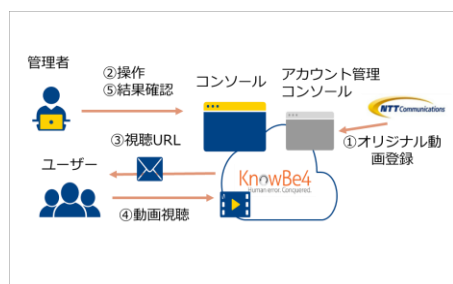 管理者
②操作
⑤結果確認
コンソール
アカウント管理
コンソール
NTT Communications
①オリジナル動
画登録
③視聴URL
ユーザー
KnowBe4
Human error. Conquered.
④動画視聴